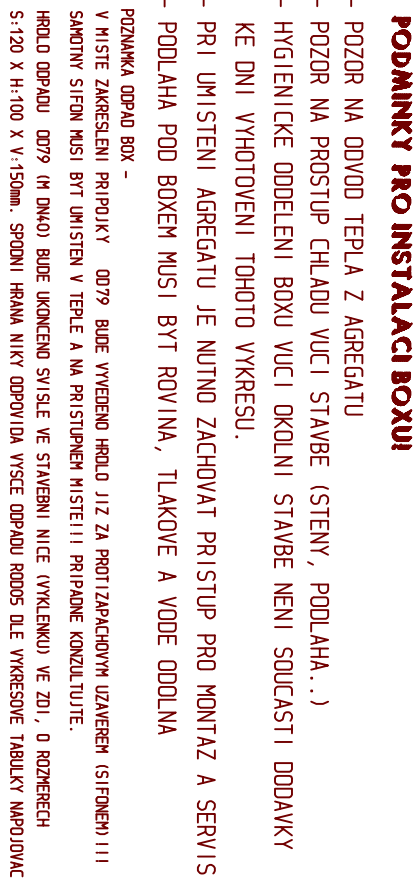 PODMINKY PRO INSTALACI BOXU!
- POZOR NA ODVOD TEPLA Z AGREGATU
- POZOR NA PROSTUP CHLADU VUCI STAVBE (STENY, PODLAHA..)
- HYGIENICKE ODDELENI BOXU VUCI OKOLNI STAVBE NENI SOUCASTI DODAVKY
KE DNI VYHOTOVENI TOHOTO VYKRESU.
- PRI UMISTENI AGREGATU JE NUTNO ZACHOVAT PRISTUP PRO MONTAZ A SERVIS
- PODLAHA POD BOXEM MUSI BYT ROVINA, TLAKOVE A VODE ODOLNA
POZNAMKA ODPAD BOX -
V MISTE ZAKRESLENI PRIPOJKY OD79 BUDE VYVEDENO HRDLO JIZ ZA PROTIZAPACHOVYM UZAVEREM (SIFONEM)!!!
SAMOTNY SIFON MUSI BYT UMISTEN V TEPLE A NA PRISTUPNEM MISTE!!! PRIPADNE KONZULTUJTE.
HRDLO ODPADU OD79 (M DN40) BUDE UKONCENO SVISLE VE STAVEBNI NICE (VYKLENKU) VE ZDI, O ROZMERECH
S:120 X H:100 X V:150mm. SPODNI HRANA NIKY ODPOVIDA VYSCE ODPADU ROD05 DLE VYKRESOVE TABULKY NAPOJOVAC